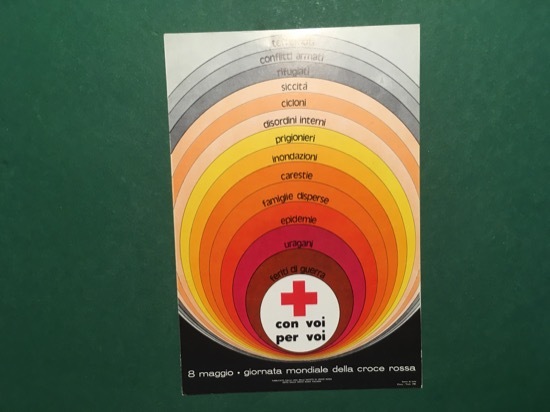 terremoti
conflitti armati
rifugiati
siccità
cicloni
disordini interni
prigionieri
inondazioni
carestie
famiglie disperse
epidemie
uragani
feriti di guerra
con voi
per voi
8 maggio • giornata mondiale della croce rossa